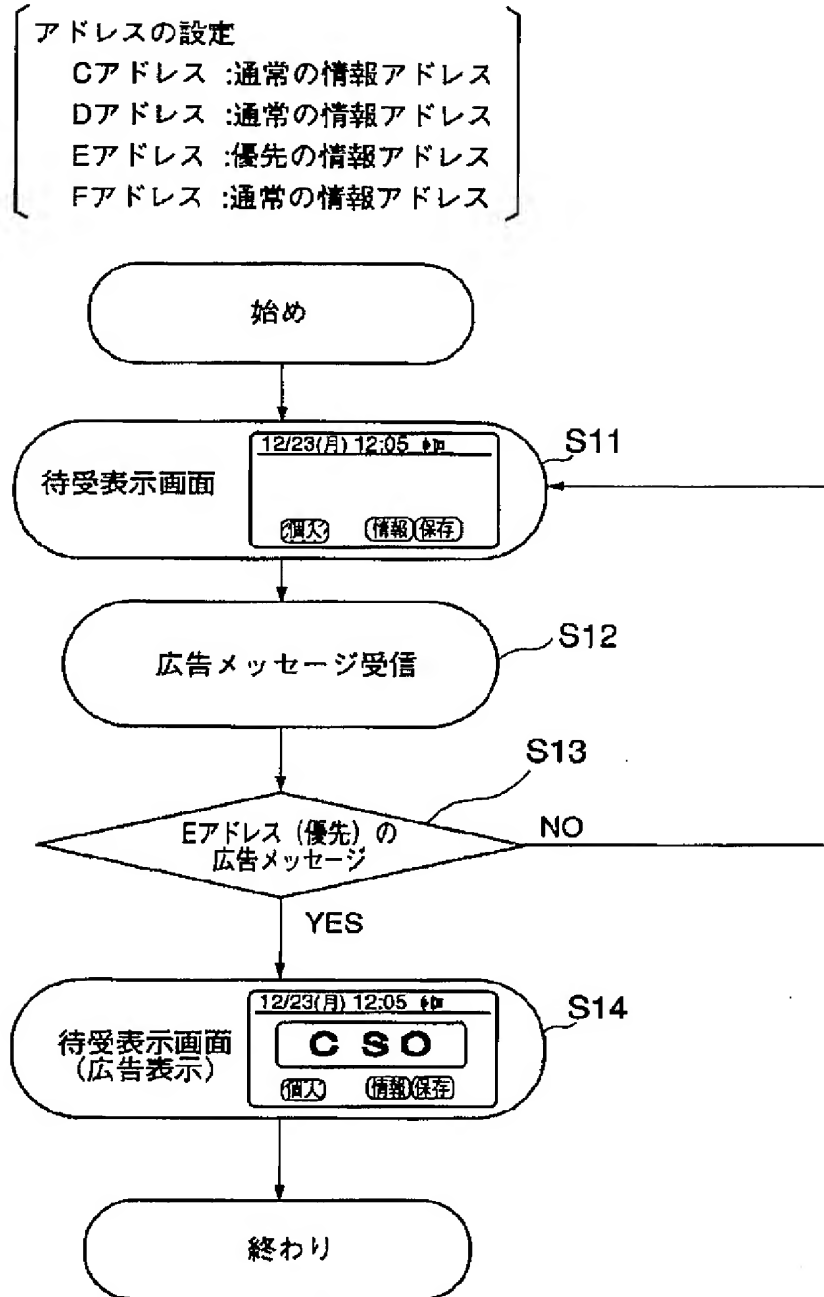 アドレスの設定
Cアドレス :通常の情報アドレス
Dアドレス :通常の情報アドレス
Eアドレス :優先の情報アドレス
Fアドレス :通常の情報アドレス
始め
12/23(月) 12:05
S11
待受表示画面
個人 情報 保存
S12
広告メッセージ受信
S13
Eアドレス (優先) の
広告メッセージ
NO
YES
12/23(月) 12:05
S14
待受表示画面
(広告表示)
CSO
個人 情報 保存
終わり